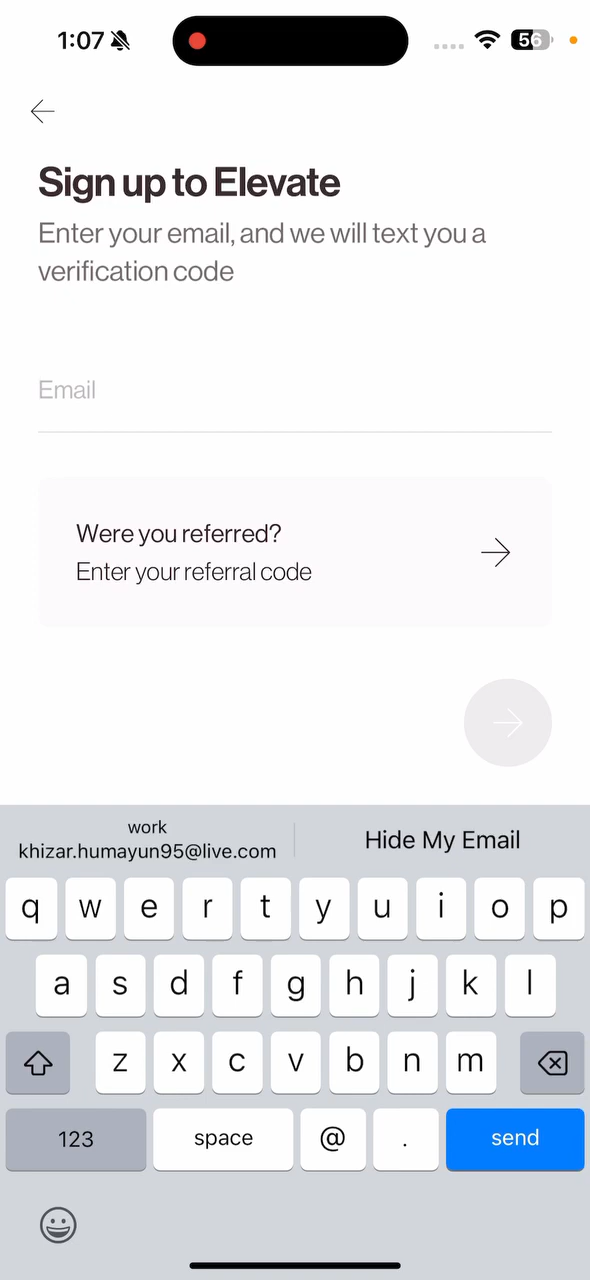 1:07
56
Sign up to Elevate
Enter your email, and we will text you a
verification code
Email
Were you referred?
Enter your referral code
work
khizar.humayun95@live.com
Hide My Email
q w e r t y u i o p
a s d f g h j k l
z x c v b n m
123 space @ . send